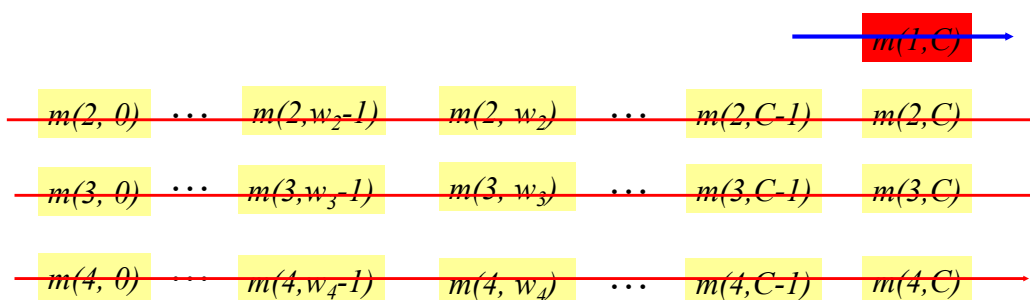 m(1,C)
m(2, 0) ... m(2,w₂-1) m(2, w₂) ... m(2,C-1) m(2,C)
m(3, 0) ... m(3,w₃-1) m(3, w₃) ... m(3,C-1) m(3,C)
m(4, 0) ... m(4,w₄-1) m(4, w₄) ... m(4,C-1) m(4,C)